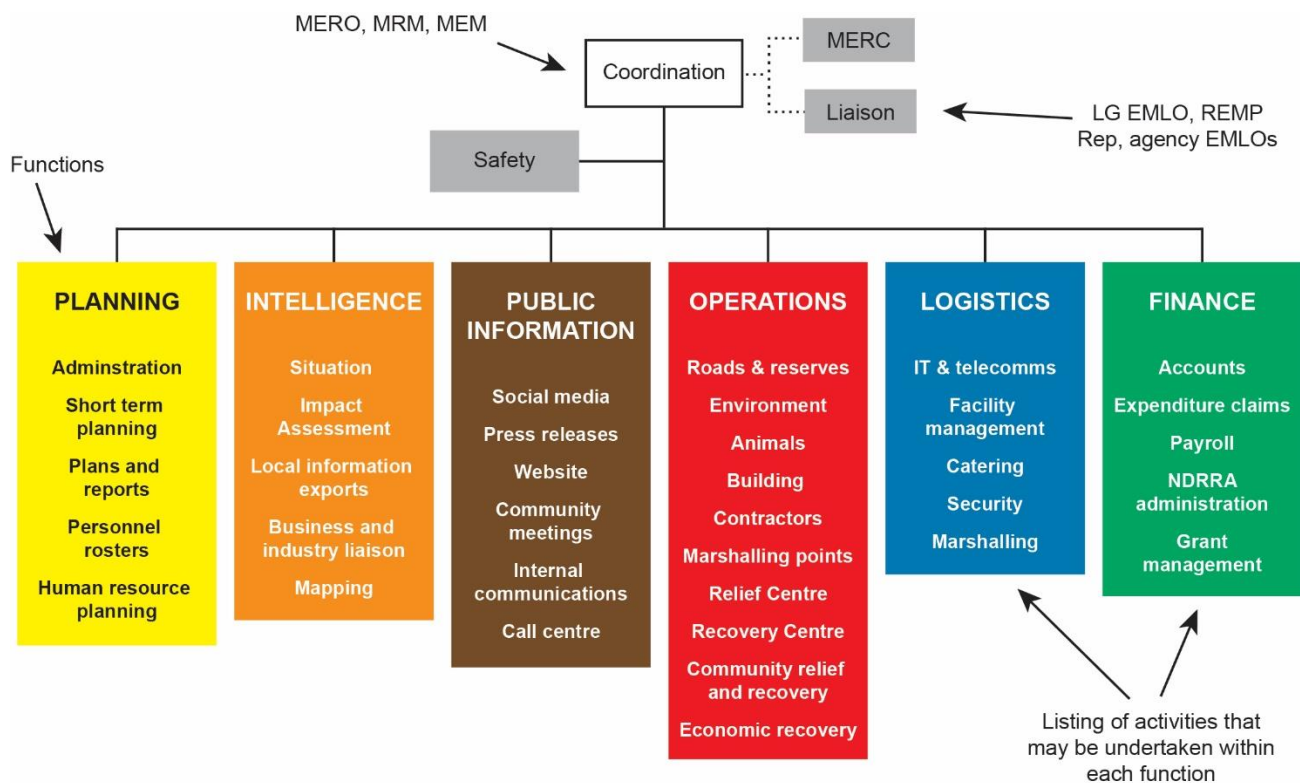 MERO, MRM, MEM
Coordination
MERC
Liaison
LG EMLO, REMP
Rep, agency EMLOs
Safety
Functions
PLANNING
Adminstration
Short term
planning
Plans and
reports
Personnel
rosters
Human resource
planning
INTELLIGENCE
Situation
Impact
Assessment
Local information
exports
Business and
industry liaison
Mapping
PUBLIC
INFORMATION
Social media
Press releases
Website
Community
meetings
Internal
communications
Call centre
OPERATIONS
Roads & reserves
Environment
Animals
Building
Contractors
Marshalling points
Relief Centre
Recovery Centre
Community relief
and recovery
Economic recovery
LOGISTICS
IT & telecomms
Facility
management
Catering
Security
Marshalling
FINANCE
Accounts
Expenditure claims
Payroll
NDRRA
administration
Grant
management
Listing of activities that
may be undertaken within
each function